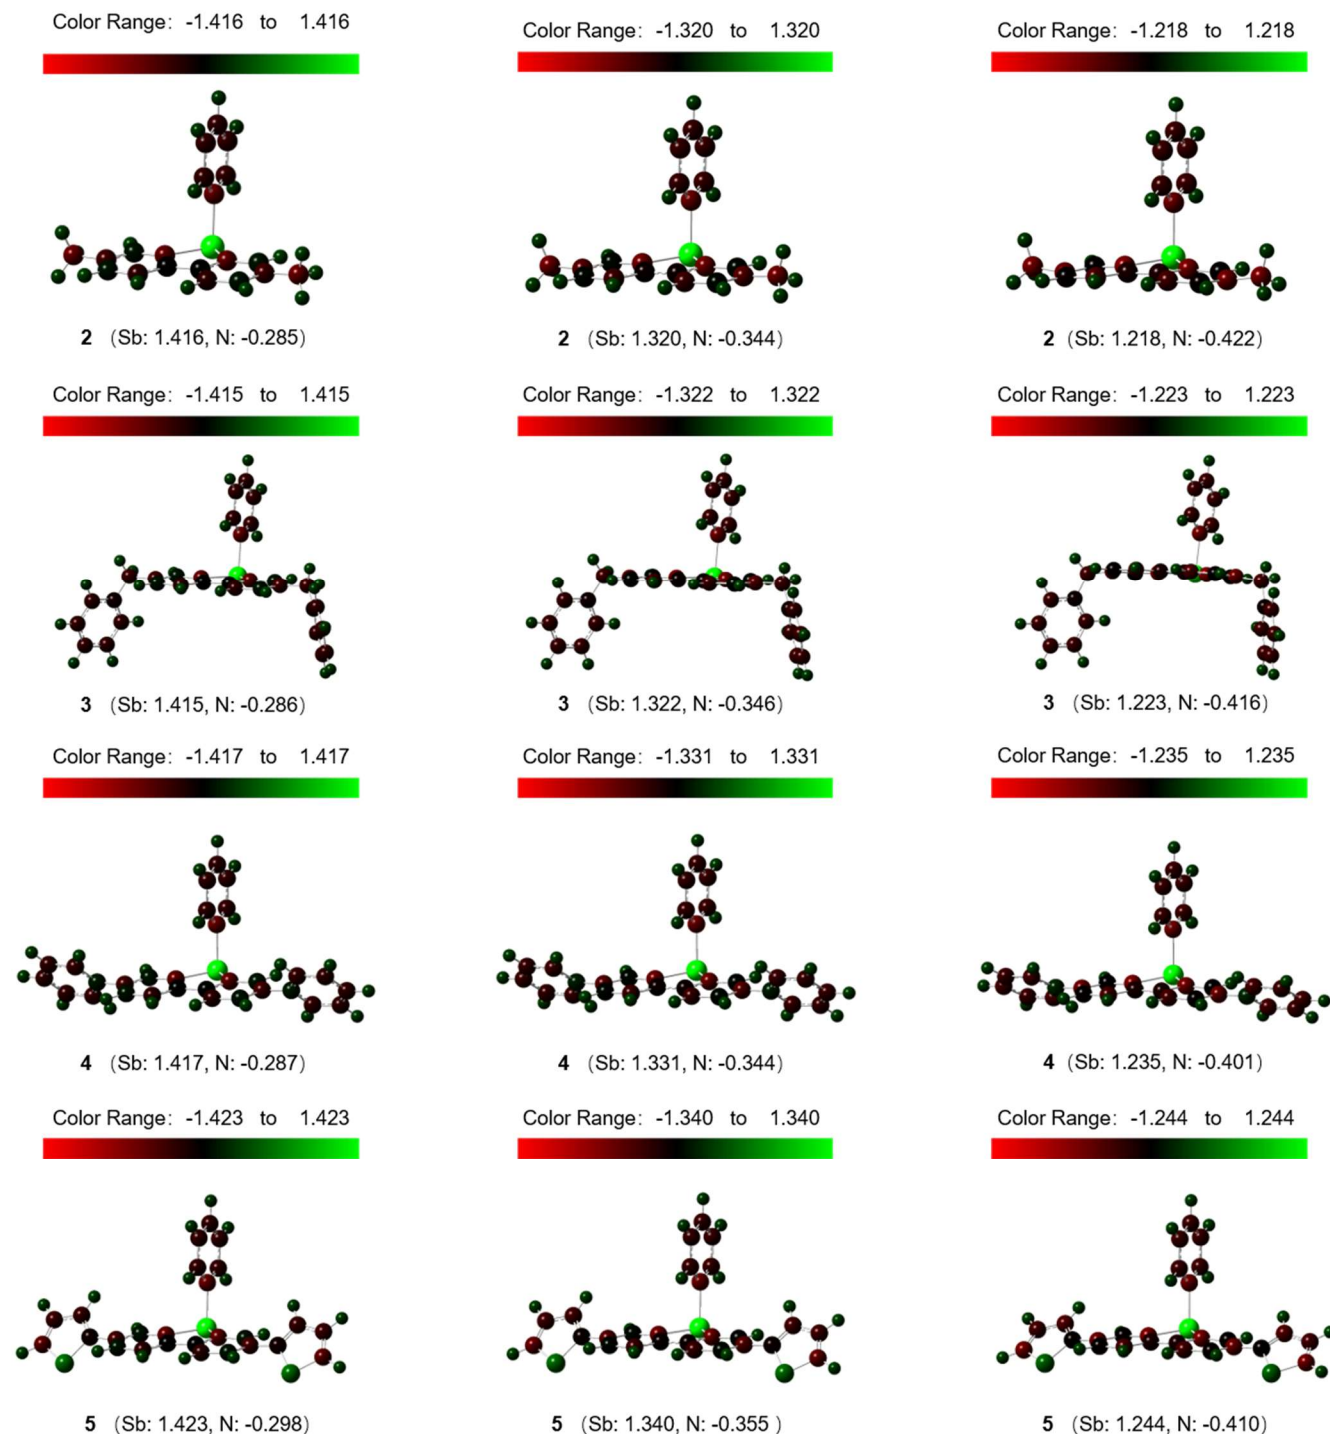 Color Range: -1.416 to 1.416
Color Range: -1.320 to 1.320
Color Range: -1.218 to 1.218
2 (Sb: 1.416, N: -0.285)
2 (Sb: 1.320, N: -0.344)
2 (Sb: 1.218, N: -0.422)
Color Range: -1.415 to 1.415
Color Range: -1.322 to 1.322
Color Range: -1.223 to 1.223
3 (Sb: 1.415, N: -0.286)
3 (Sb: 1.322, N: -0.346)
3 (Sb: 1.223, N: -0.416)
Color Range: -1.417 to 1.417
Color Range: -1.331 to 1.331
Color Range: -1.235 to 1.235
4 (Sb: 1.417, N: -0.287)
4 (Sb: 1.331, N: -0.344)
4 (Sb: 1.235, N: -0.401)
Color Range: -1.423 to 1.423
Color Range: -1.340 to 1.340
Color Range: -1.244 to 1.244
5 (Sb: 1.423, N: -0.298)
5 (Sb: 1.340, N: -0.355 )
5 (Sb: 1.244, N: -0.410)